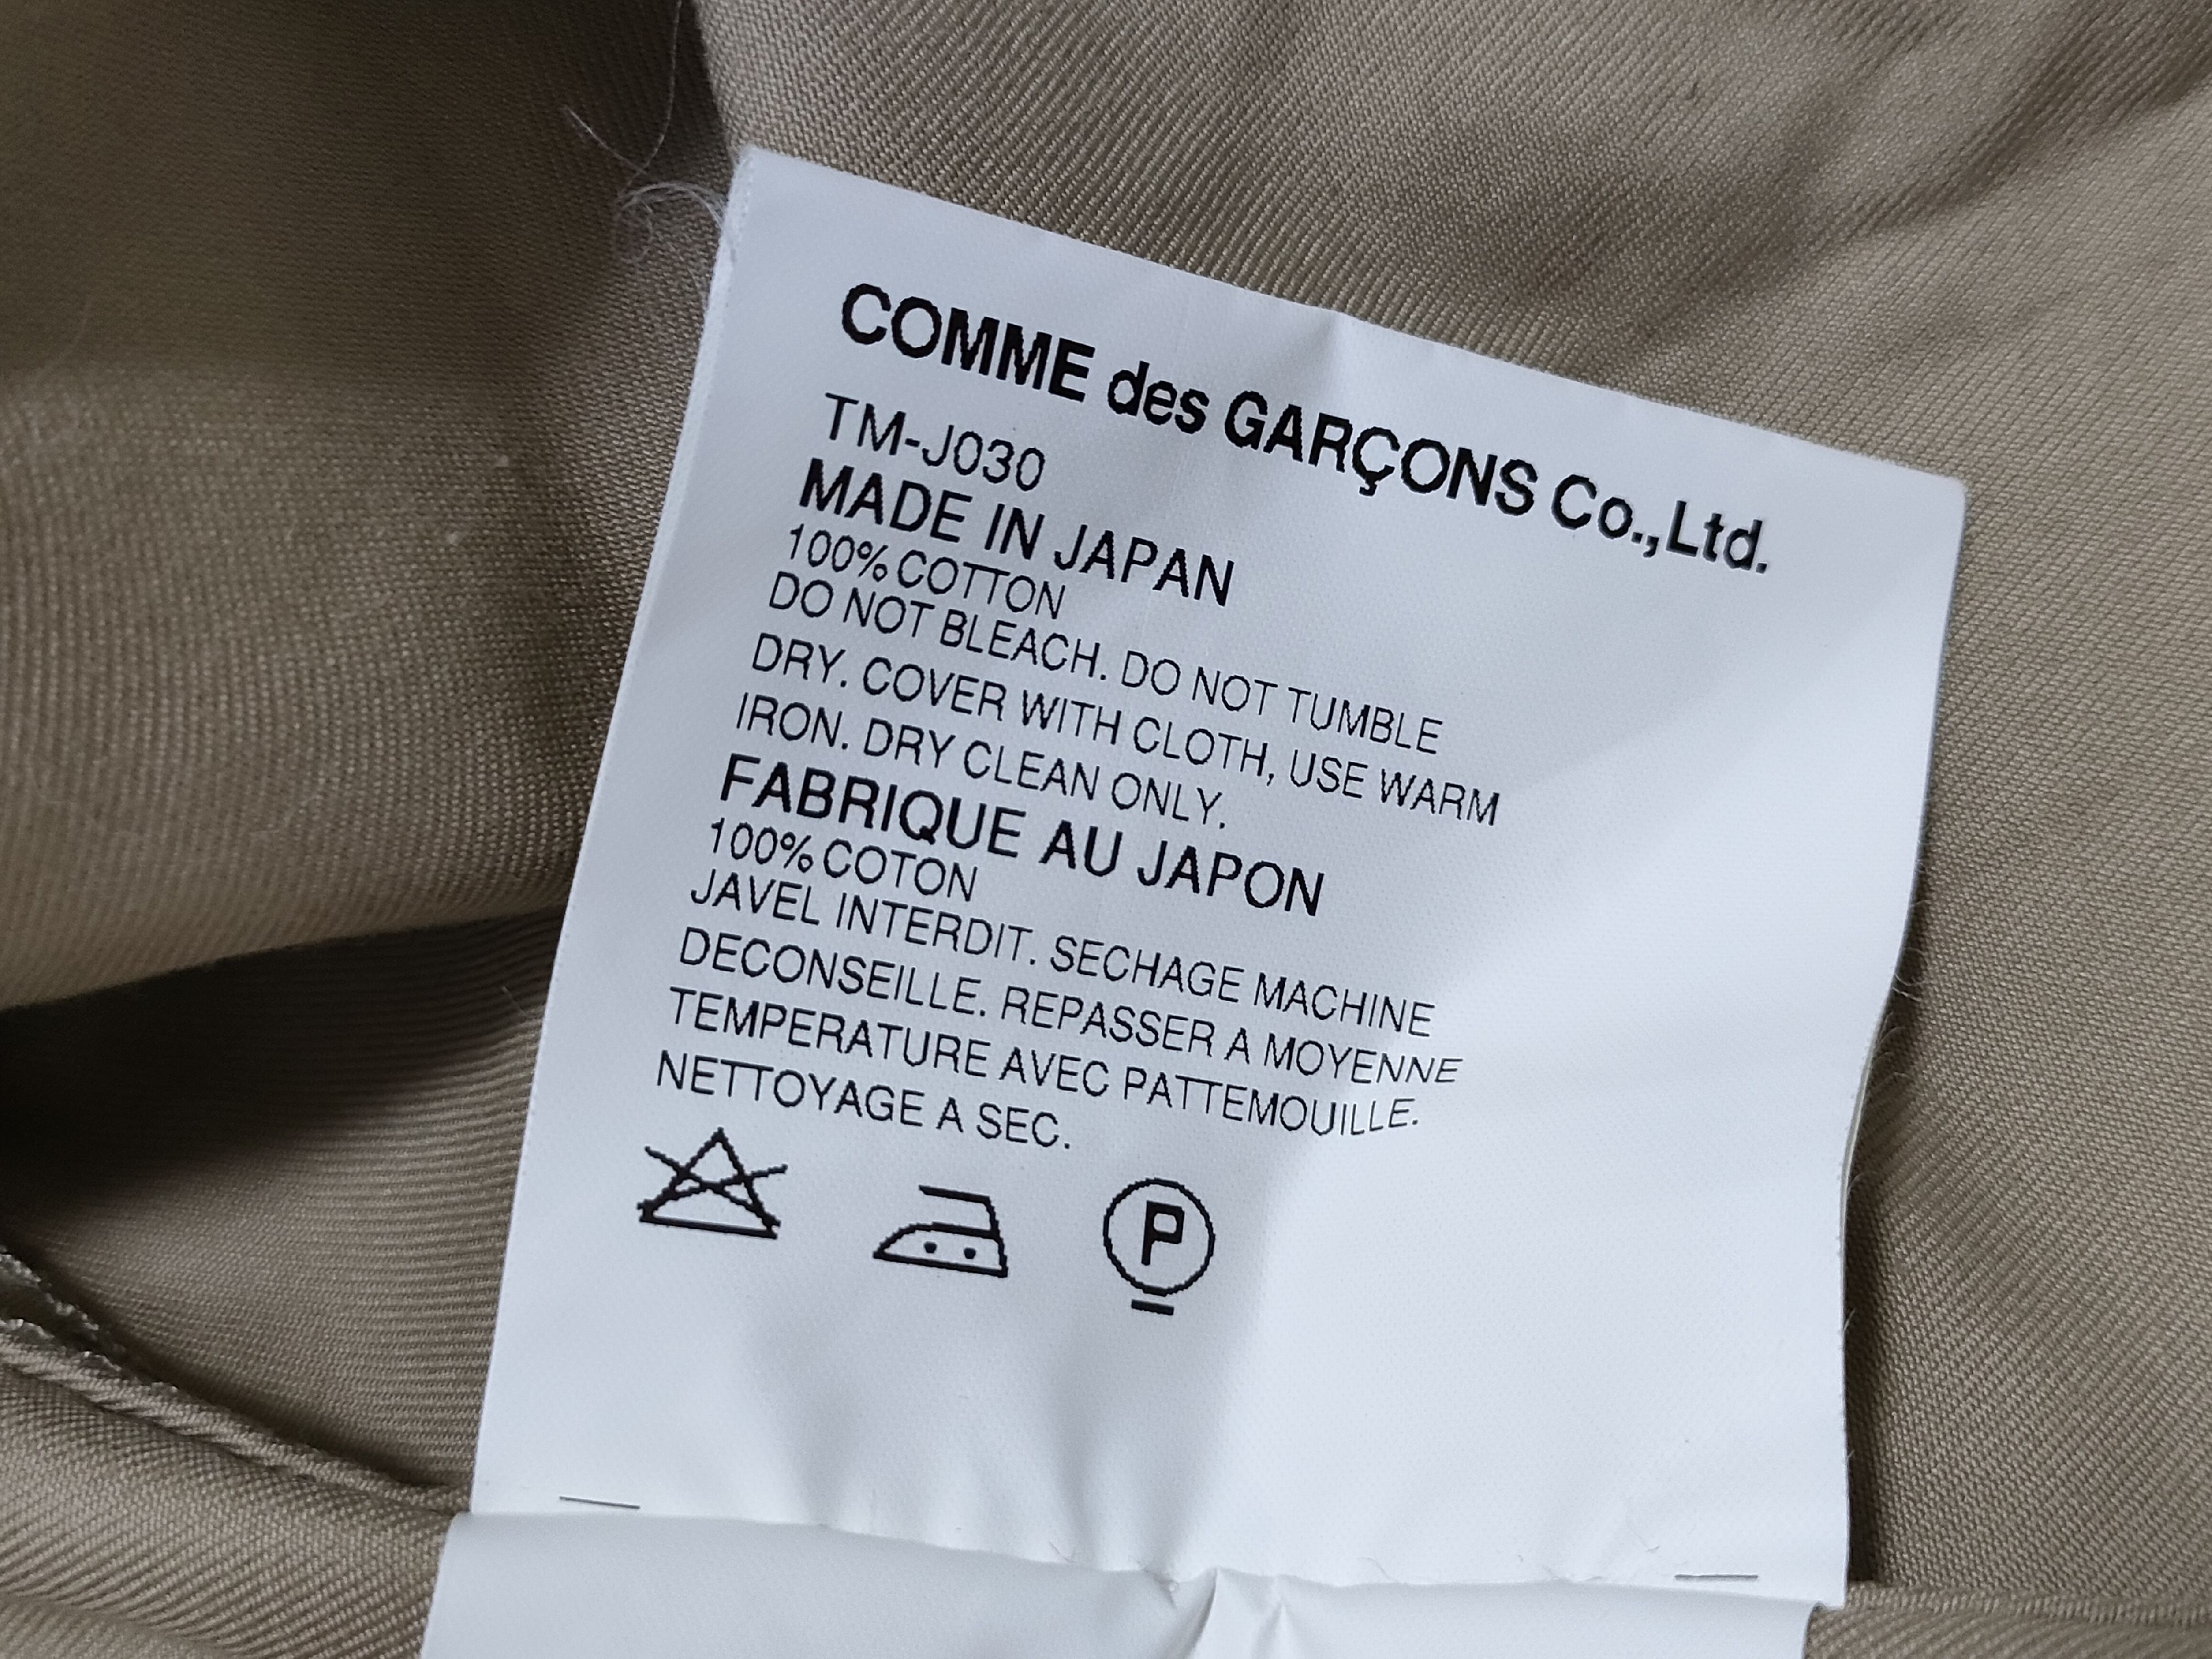 COMME des GARÇONS Co.,Ltd.
TM-J030
MADE IN JAPAN
100% COTTON
DO NOT BLEACH. DO NOT TUMBLE
DRY. COVER WITH CLOTH, USE WARM
IRON. DRY CLEAN ONLY.
FABRIQUE AU JAPON
100% COTON
JAVEL INTERDIT. SECHAGE MACHINE
DECONSEILLE. REPASSER A MOYENNE
TEMPERATURE AVEC PATTEMOUILLE.
NETTOYAGE A SEC.
P